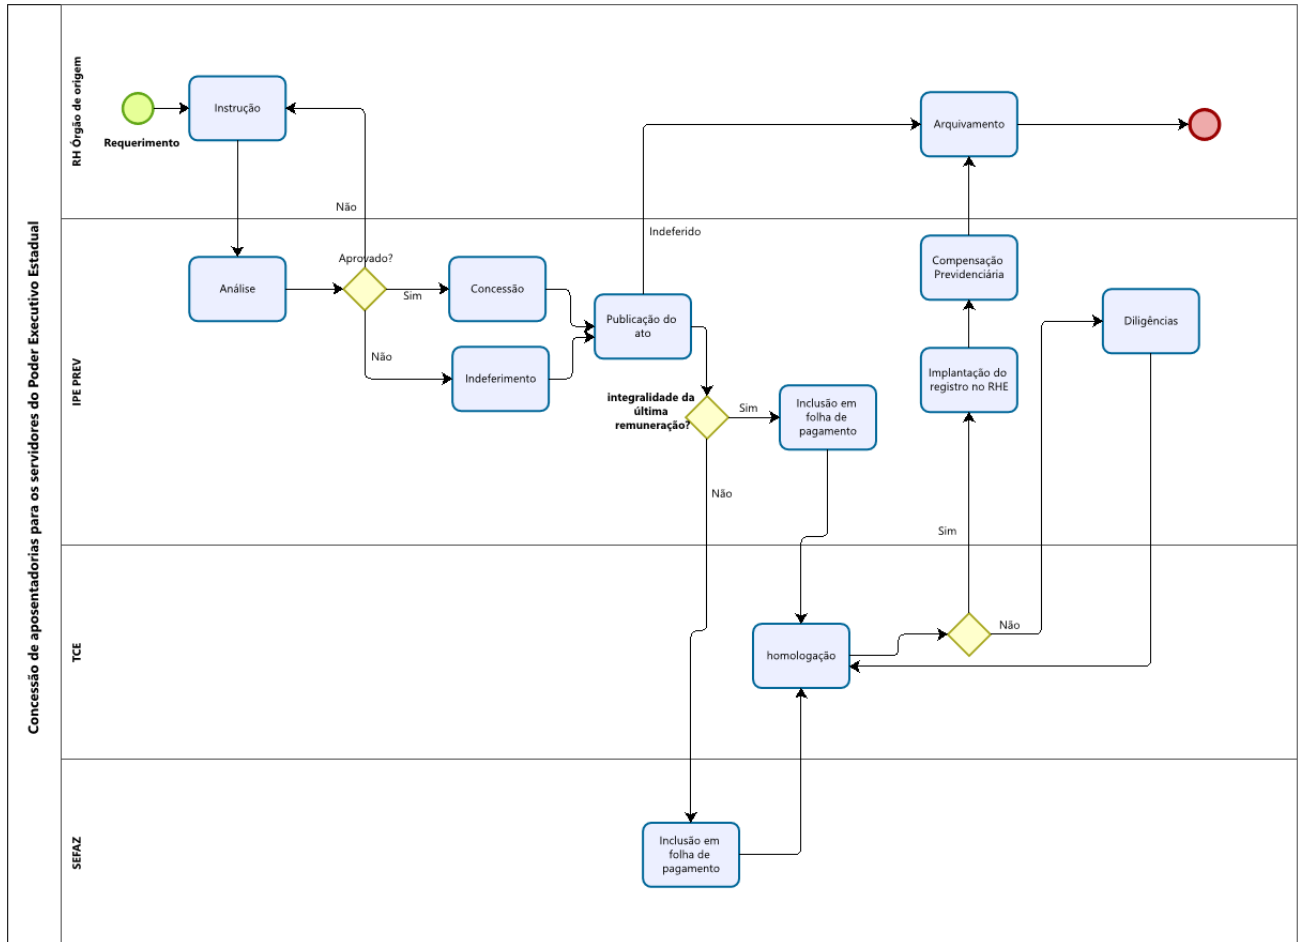 Concessão de aposentadorias para os servidores do Poder Executivo Estadual
RH Órgão de origem
Requerimento
Instrução
Não
Arquivamento
IPE PREV
Análise
Aprovado?
Sim
Não
Concessão
Indeferimento
Publicação do
ato
Indeferido
integralidade da
última
remuneração?
Sim
Não
Inclusão em
folha de
pagamento
Compensação
Previdenciária
Implantação do
registro no RHE
Diligências
Sim
TCE
homologação
Não
SEFAZ
Inclusão em
folha de
pagamento